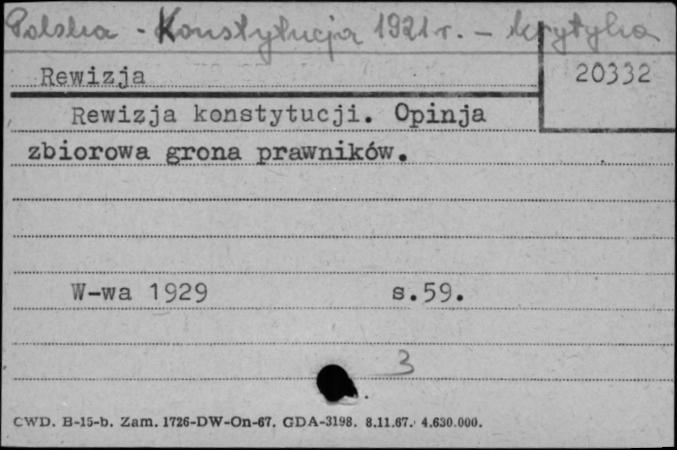 Polska - Konstytucja 1921 r. - krytyka
Rewizja
20332
Rewizja konstytucji. Opinja
zbiorowa grona prawników.
W-wa 1929 s.59.
3
CWD. B-15-b. Zam. 1726-DW-On-67. GDA-3198. 8.11.67. 4.630.000.